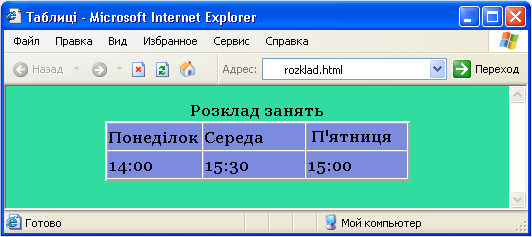 Таблиці - Microsoft Internet Explorer
Файл Правка Вид Избранное Сервис Справка
Назад Адрес: rozklad.html Переход
Розклад занять
Понеділок Середа П'ятниця
14:00 15:30 15:00
Готово Мой компьютер